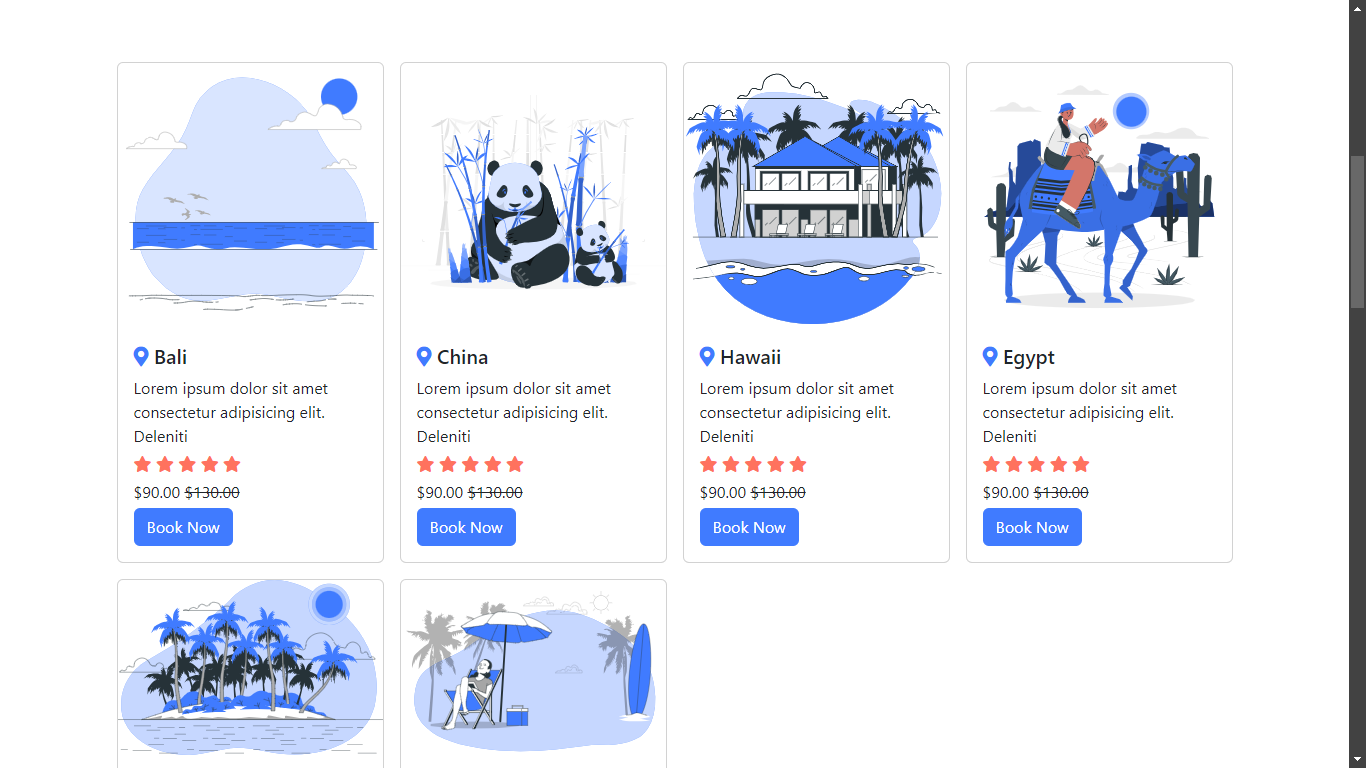 Bali
Lorem ipsum dolor sit amet
consectetur adipisicing elit.
Deleniti
$90.00 $130.00
Book Now
China
Lorem ipsum dolor sit amet
consectetur adipisicing elit.
Deleniti
$90.00 $130.00
Book Now
Hawaii
Lorem ipsum dolor sit amet
consectetur adipisicing elit.
Deleniti
$90.00 $130.00
Book Now
Egypt
Lorem ipsum dolor sit amet
consectetur adipisicing elit.
Deleniti
$90.00 $130.00
Book Now